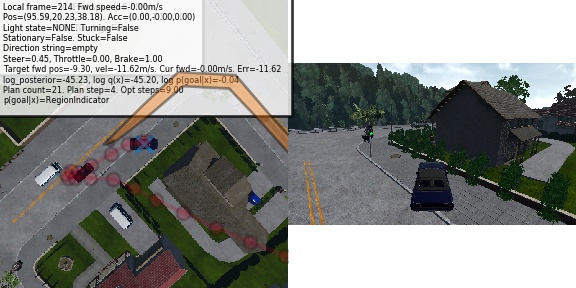 Local frame=214. Fwd speed=-0.00m/s
Pos=(95.59,20.23,38.18). Acc=(0.00,-0.00,0.00)
Light state=NONE. Turning=False
Stationary=False. Stuck=False
Direction string=empty
Steer=0.45, Throttle=0.00, Brake=1.00
Target fwd pos=-9.30, vel=-11.62m/s. Cur fwd=-0.00m/s. Err=-11.62
log_posterior=-45.23, log q(x)=-45.20, log p(goal|x)=-0.04
Plan count=21. Plan step=4. Opt steps=9.00
p(goal|x)=RegionIndicator